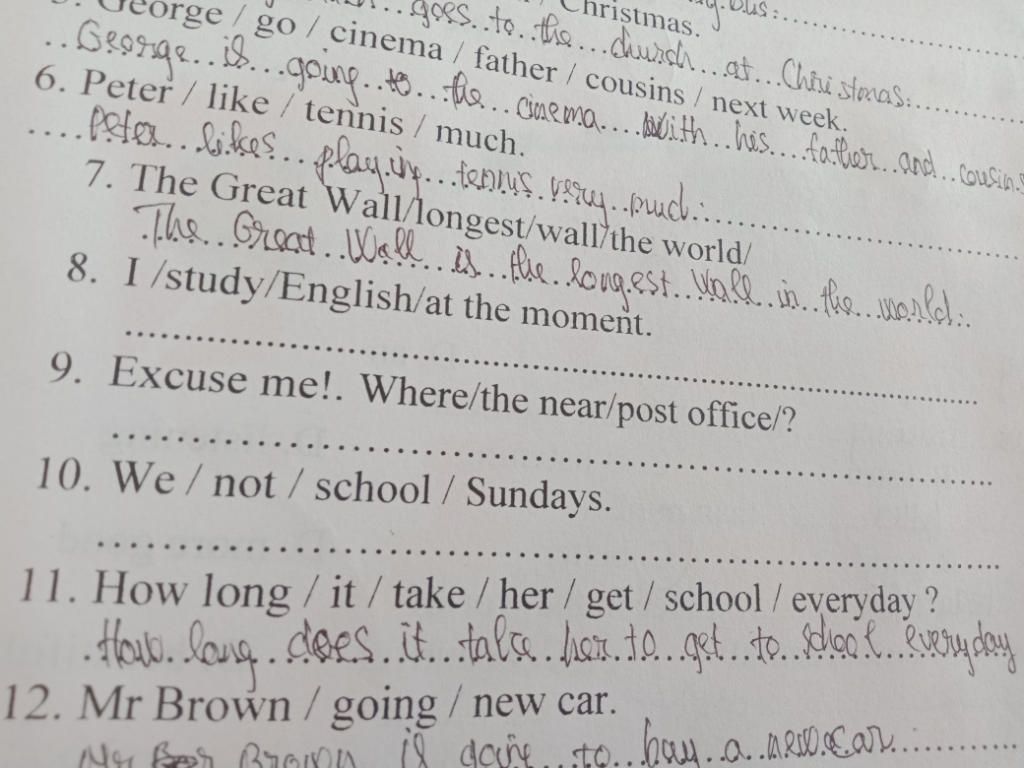 goes..to..the...church...at...Christmas:
Christmas.
George / go / cinema / father / cousins / next week.
..George..is...going..to...the...cinema....With..his....father...and...cousins
6. Peter / like / tennis / much.
....Peter...likes...playing...tennis.very..much.:
7. The Great Wall/longest/wall/the world/
The..Great..Wall...is...the..longest..Wall..in..the..world:.
8. I /study/English/at the moment.
9. Excuse me!. Where/the near/post office/?
10. We / not / school / Sundays.
11. How long / it / take / her / get / school / everyday ?
.How.long..does..it..take..her.to..get..to..school..everyday
12. Mr Brown / going / new car.
Mr Brown is going..to..buy..a..new.car